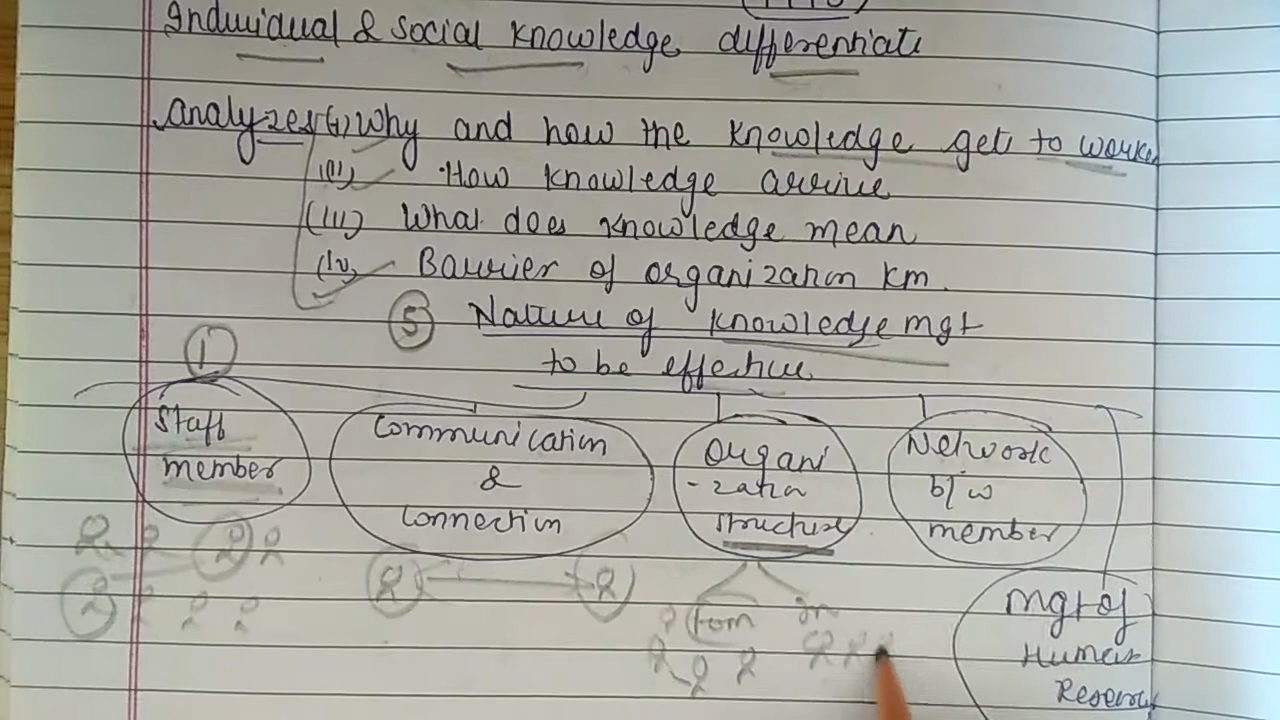 Individual & social knowledge differentiate
Analyzes (i) Why and how the knowledge get to work
(ii) How knowledge arrive
(iii) What does knowledge mean
(iv) Barrier of organization km.
(5) Nature of knowledge mgt
to be effective
1
Staff
member
Communication
&
connection
Organi
-zation
structure
Network
b/w
member
Mgt of
Human
Resource